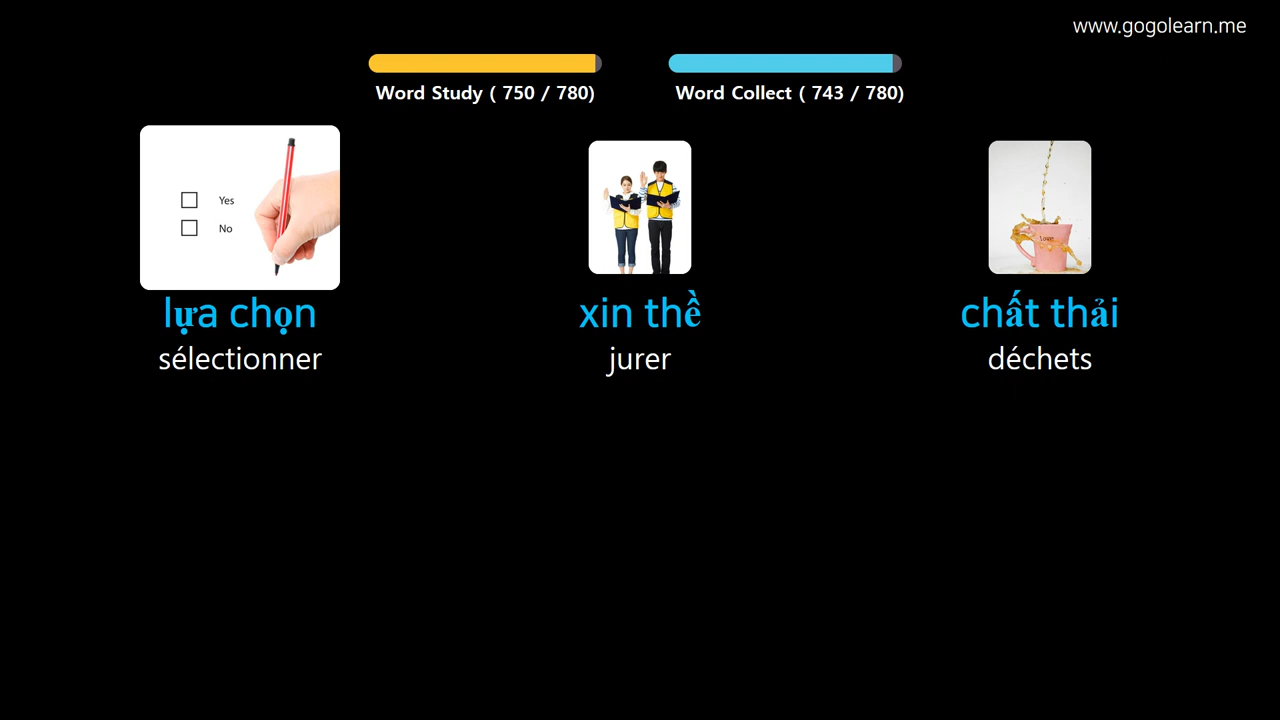 www.gogolearn.me
Word Study ( 750 / 780)
Word Collect ( 743 / 780)
Yes
No
Love
lựa chọn
xin thề
chất thải
sélectionner
jurer
déchets